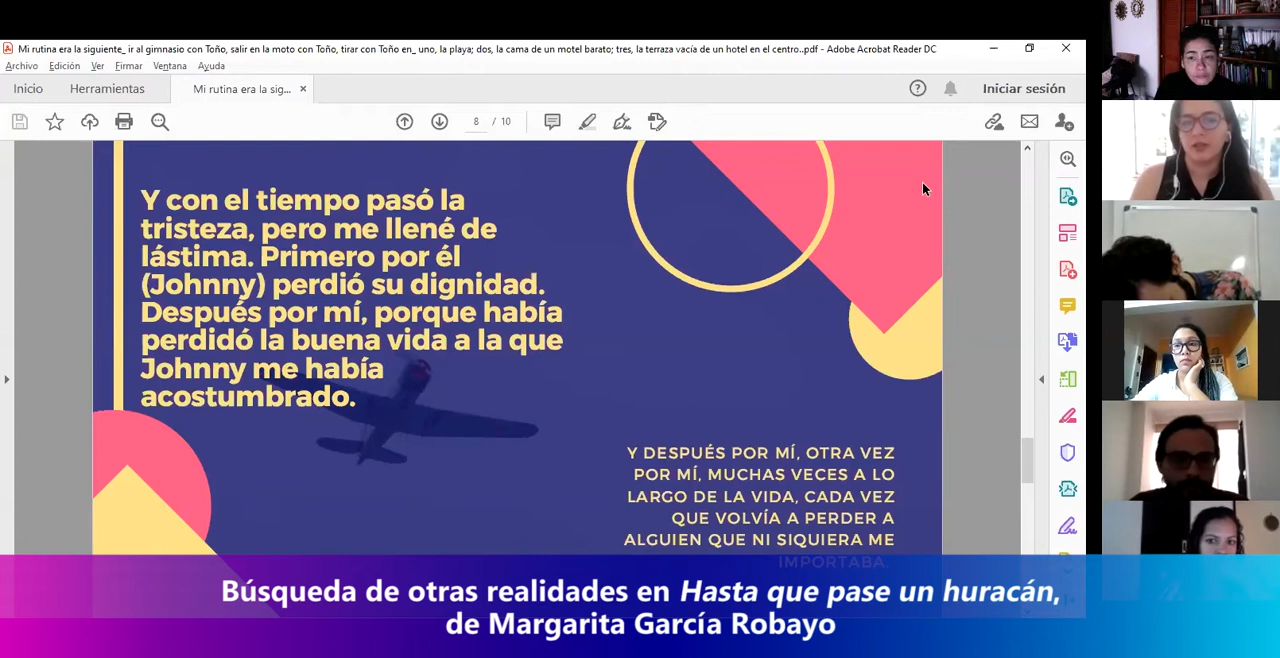 Mi rutina era la siguiente_ ir al gimnasio con Toño, salir en la moto con Toño, tirar con Toño en_ uno, la playa; dos, la cama de un motel barato; tres, la terraza vacía de un hotel en el centro..pdf - Adobe Acrobat Reader DC
Archivo Edición Ver Firmar Ventana Ayuda
Inicio Herramientas Mi rutina era la sig... Iniciar sesión
8 / 10
Y con el tiempo pasó la
tristeza, pero me llené de
lástima. Primero por él
(Johnny) perdió su dignidad.
Después por mí, porque había
perdido la buena vida a la que
Johnny me había
acostumbrado.
Y DESPUÉS POR MÍ, OTRA VEZ
POR MÍ, MUCHAS VECES A LO
LARGO DE LA VIDA, CADA VEZ
QUE VOLVÍA A PERDER A
ALGUIEN QUE NI SIQUIERA ME
IMPORTABA.
Búsqueda de otras realidades en Hasta que pase un huracán,
de Margarita García Robayo